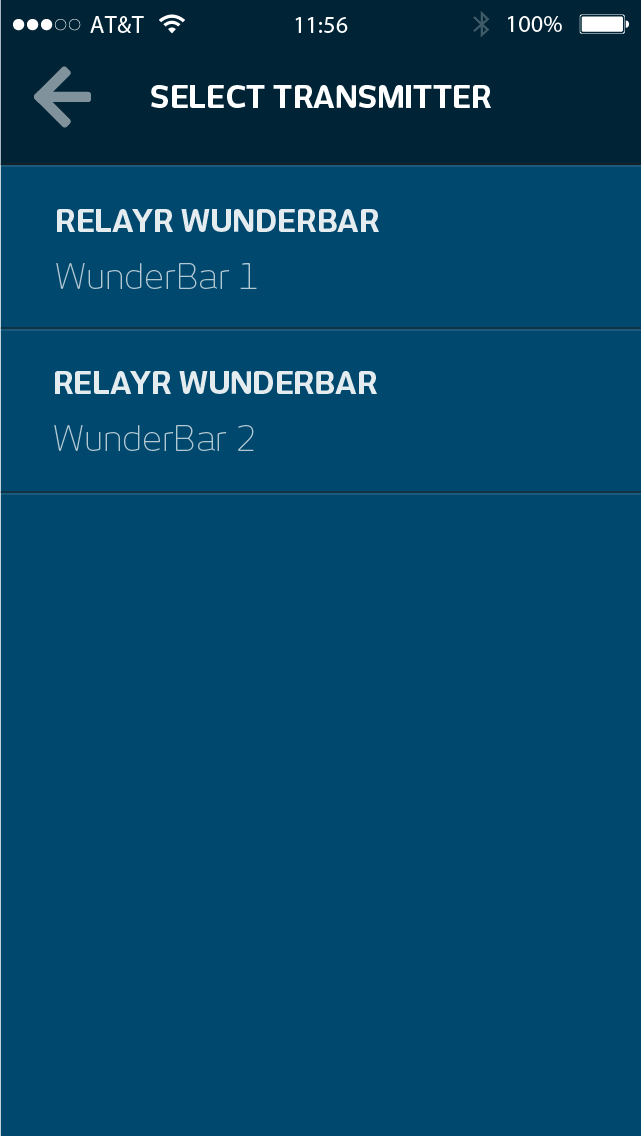 AT&T 11:56 100%
SELECT TRANSMITTER
RELAYR WUNDERBAR
WunderBar 1
RELAYR WUNDERBAR
WunderBar 2